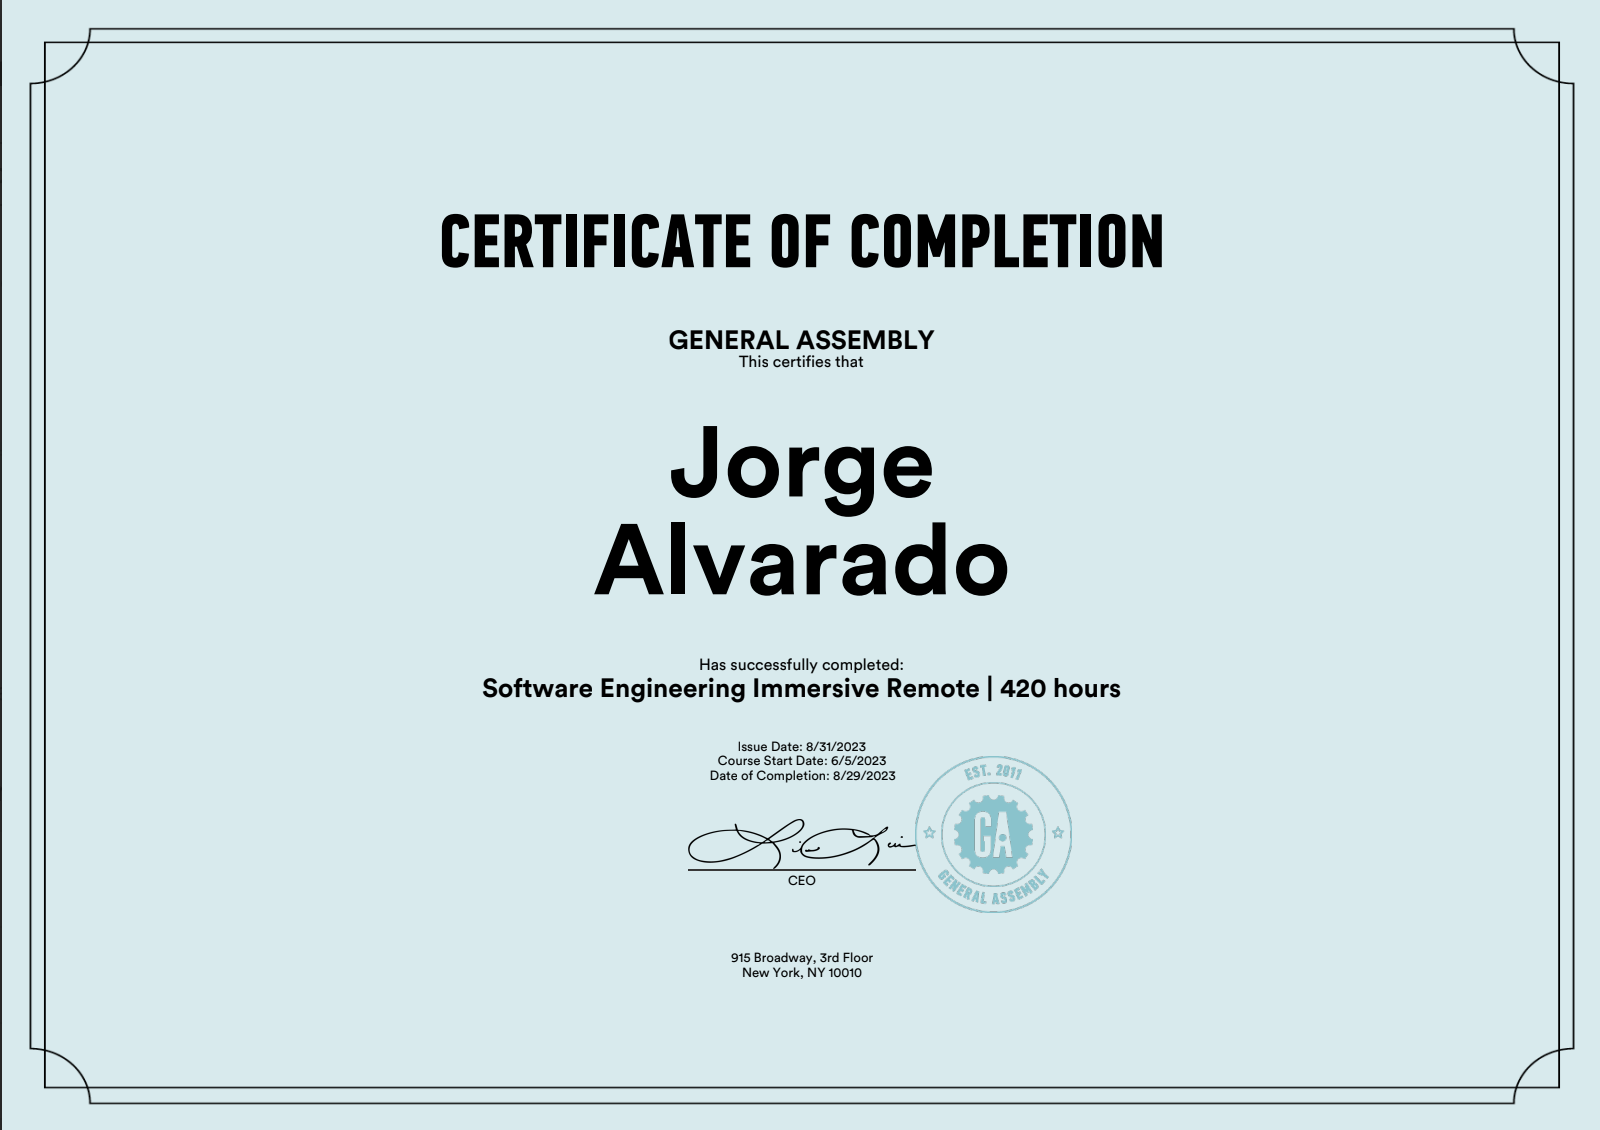 CERTIFICATE OF COMPLETION
GENERAL ASSEMBLY
This certifies that
Jorge
Alvarado
Has successfully completed:
Software Engineering Immersive Remote | 420 hours
Issue Date: 8/31/2023
Course Start Date: 6/5/2023
Date of Completion: 8/29/2023
EST. 2011
GA
GENERAL ASSEMBLY
CEO
915 Broadway, 3rd Floor
New York, NY 10010